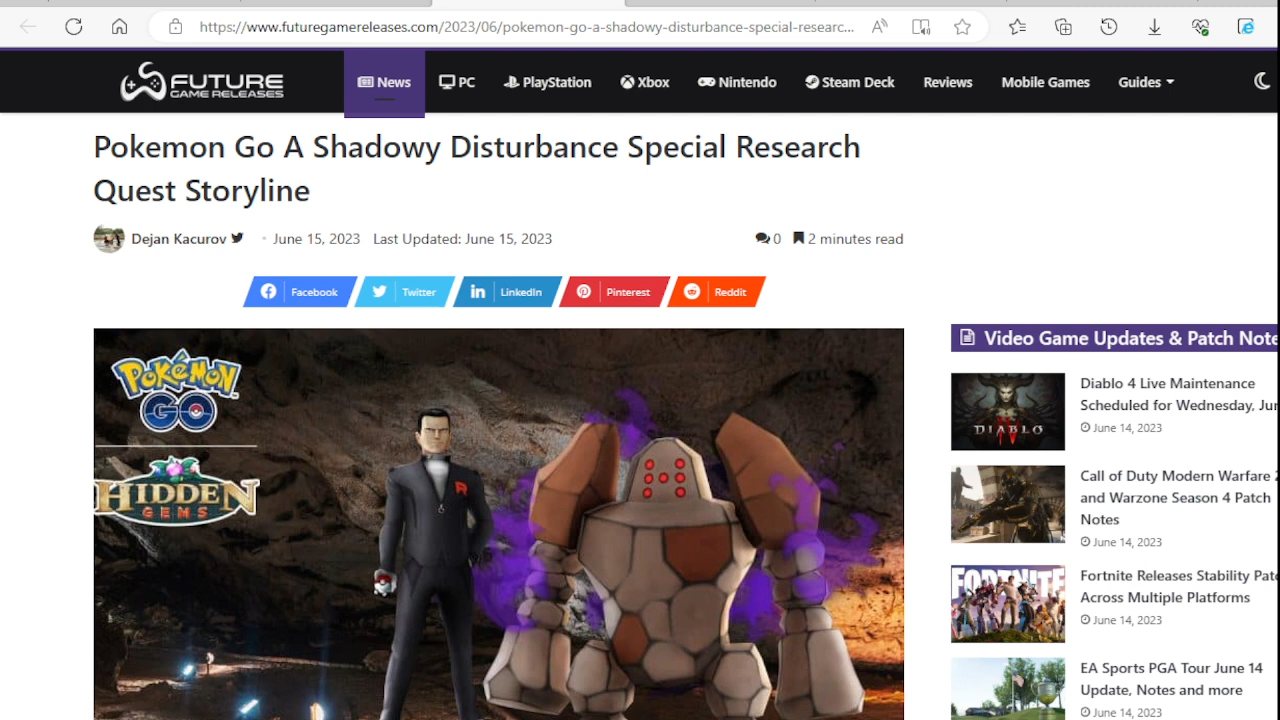 https://www.futuregamereleases.com/2023/06/pokemon-go-a-shadowy-disturbance-special-researc...
FUTURE
GAME RELEASES
News
PC
PlayStation
Xbox
Nintendo
Steam Deck
Reviews
Mobile Games
Guides
Pokemon Go A Shadowy Disturbance Special Research
Quest Storyline
Dejan Kacurov
June 15, 2023 Last Updated: June 15, 2023
0
2 minutes read
Facebook
Twitter
LinkedIn
Pinterest
Reddit
POKÉMON
GO
HIDDEN
GEMS
R
Video Game Updates & Patch Note
DIABLO
IV
Diablo 4 Live Maintenance
Scheduled for Wednesday, Jun
June 14, 2023
Call of Duty Modern Warfare 2
and Warzone Season 4 Patch
Notes
June 14, 2023
FORTNITE
Fortnite Releases Stability Patc
Across Multiple Platforms
June 14, 2023
EA Sports PGA Tour June 14
Update, Notes and more
June 14, 2023